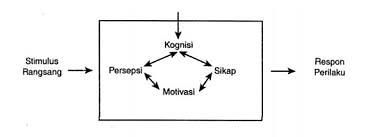 Kognisi
Stimulus
Rangsang
Persepsi
Sikap
Respon
Perilaku
Motivasi